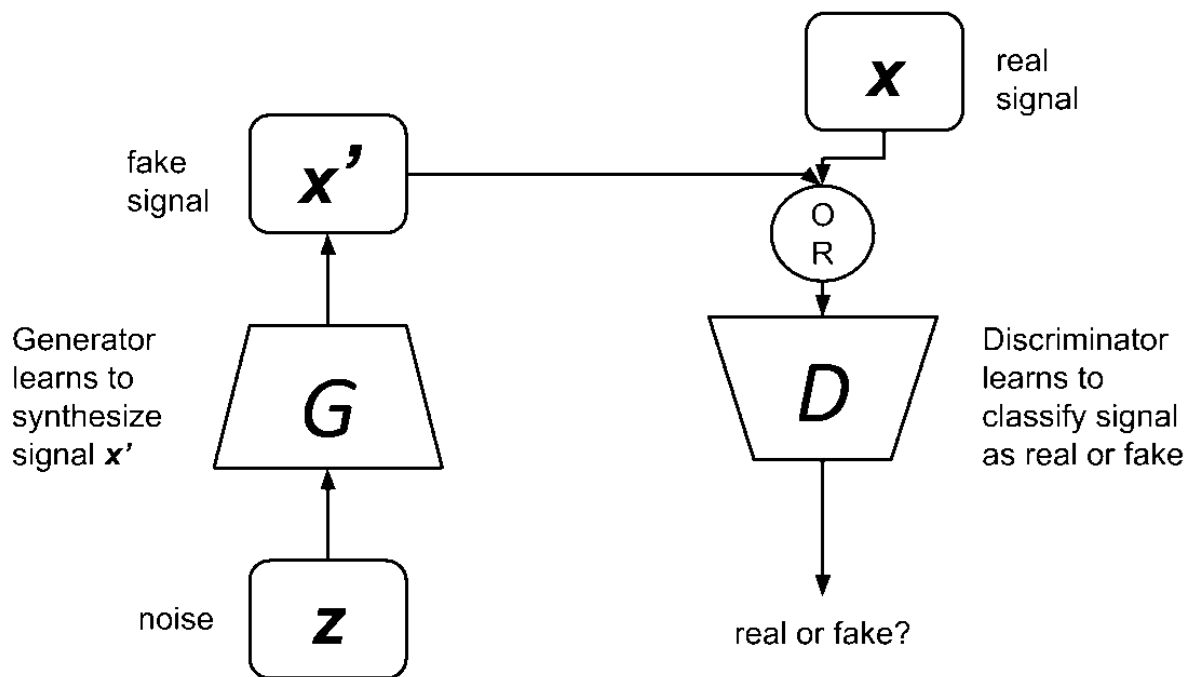 x
real
signal
fake
signal
x’
O
R
Generator
learns to
synthesize
signal x’
G
D
Discriminator
learns to
classify signal
as real or fake
noise
z
real or fake?